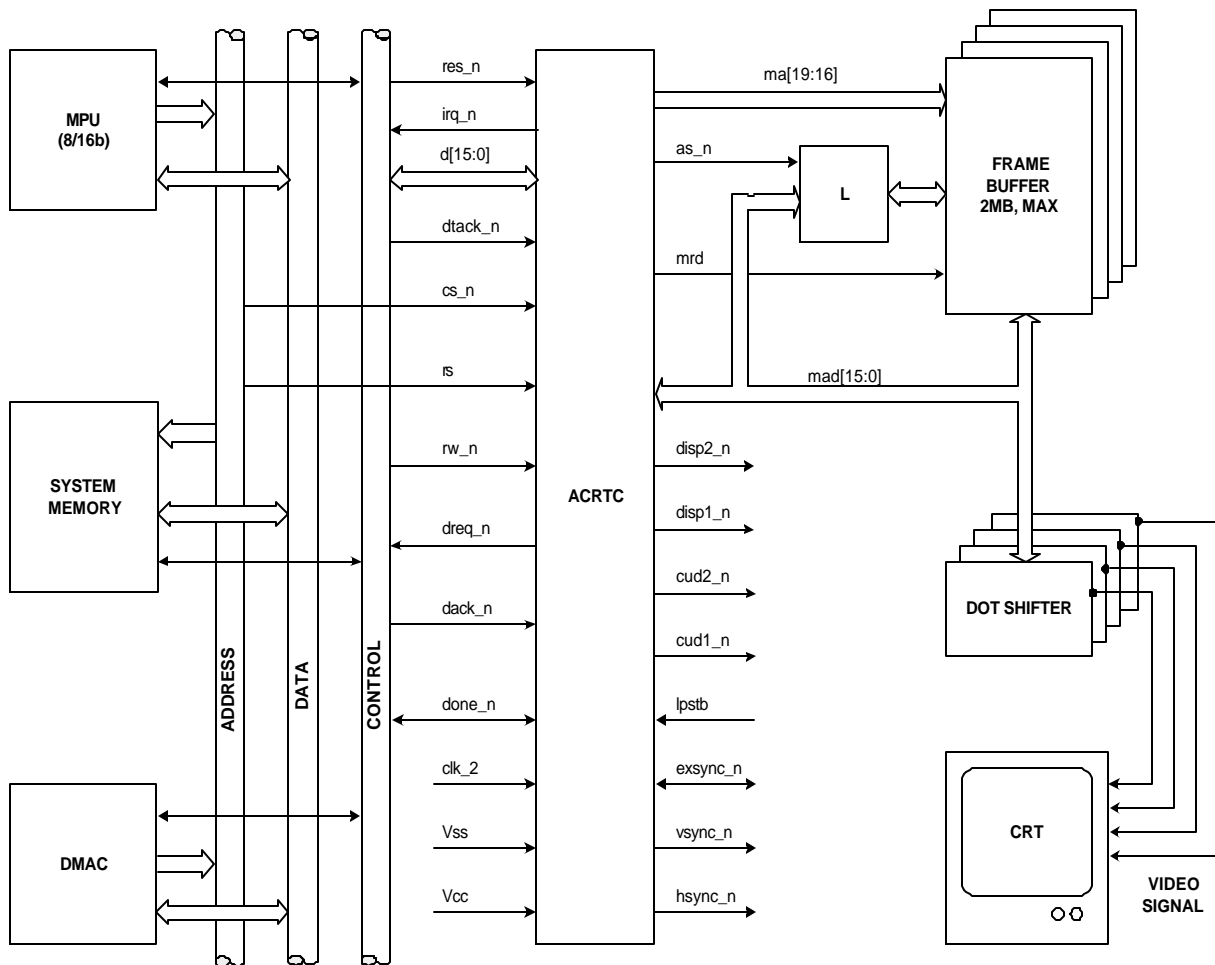 MPU
(8/16b)
SYSTEM
MEMORY
DMAC
ADDRESS
DATA
CONTROL
res_n
irq_n
d[15:0]
dtack_n
cs_n
rs
rw_n
dreq_n
dack_n
done_n
clk_2
Vss
Vcc
ACRTC
ma[19:16]
as_n
L
mrd
mad[15:0]
disp2_n
disp1_n
cud2_n
cud1_n
lpstb
exsync_n
vsync_n
hsync_n
FRAME
BUFFER
2MB, MAX
DOT SHIFTER
CRT
VIDEO
SIGNAL